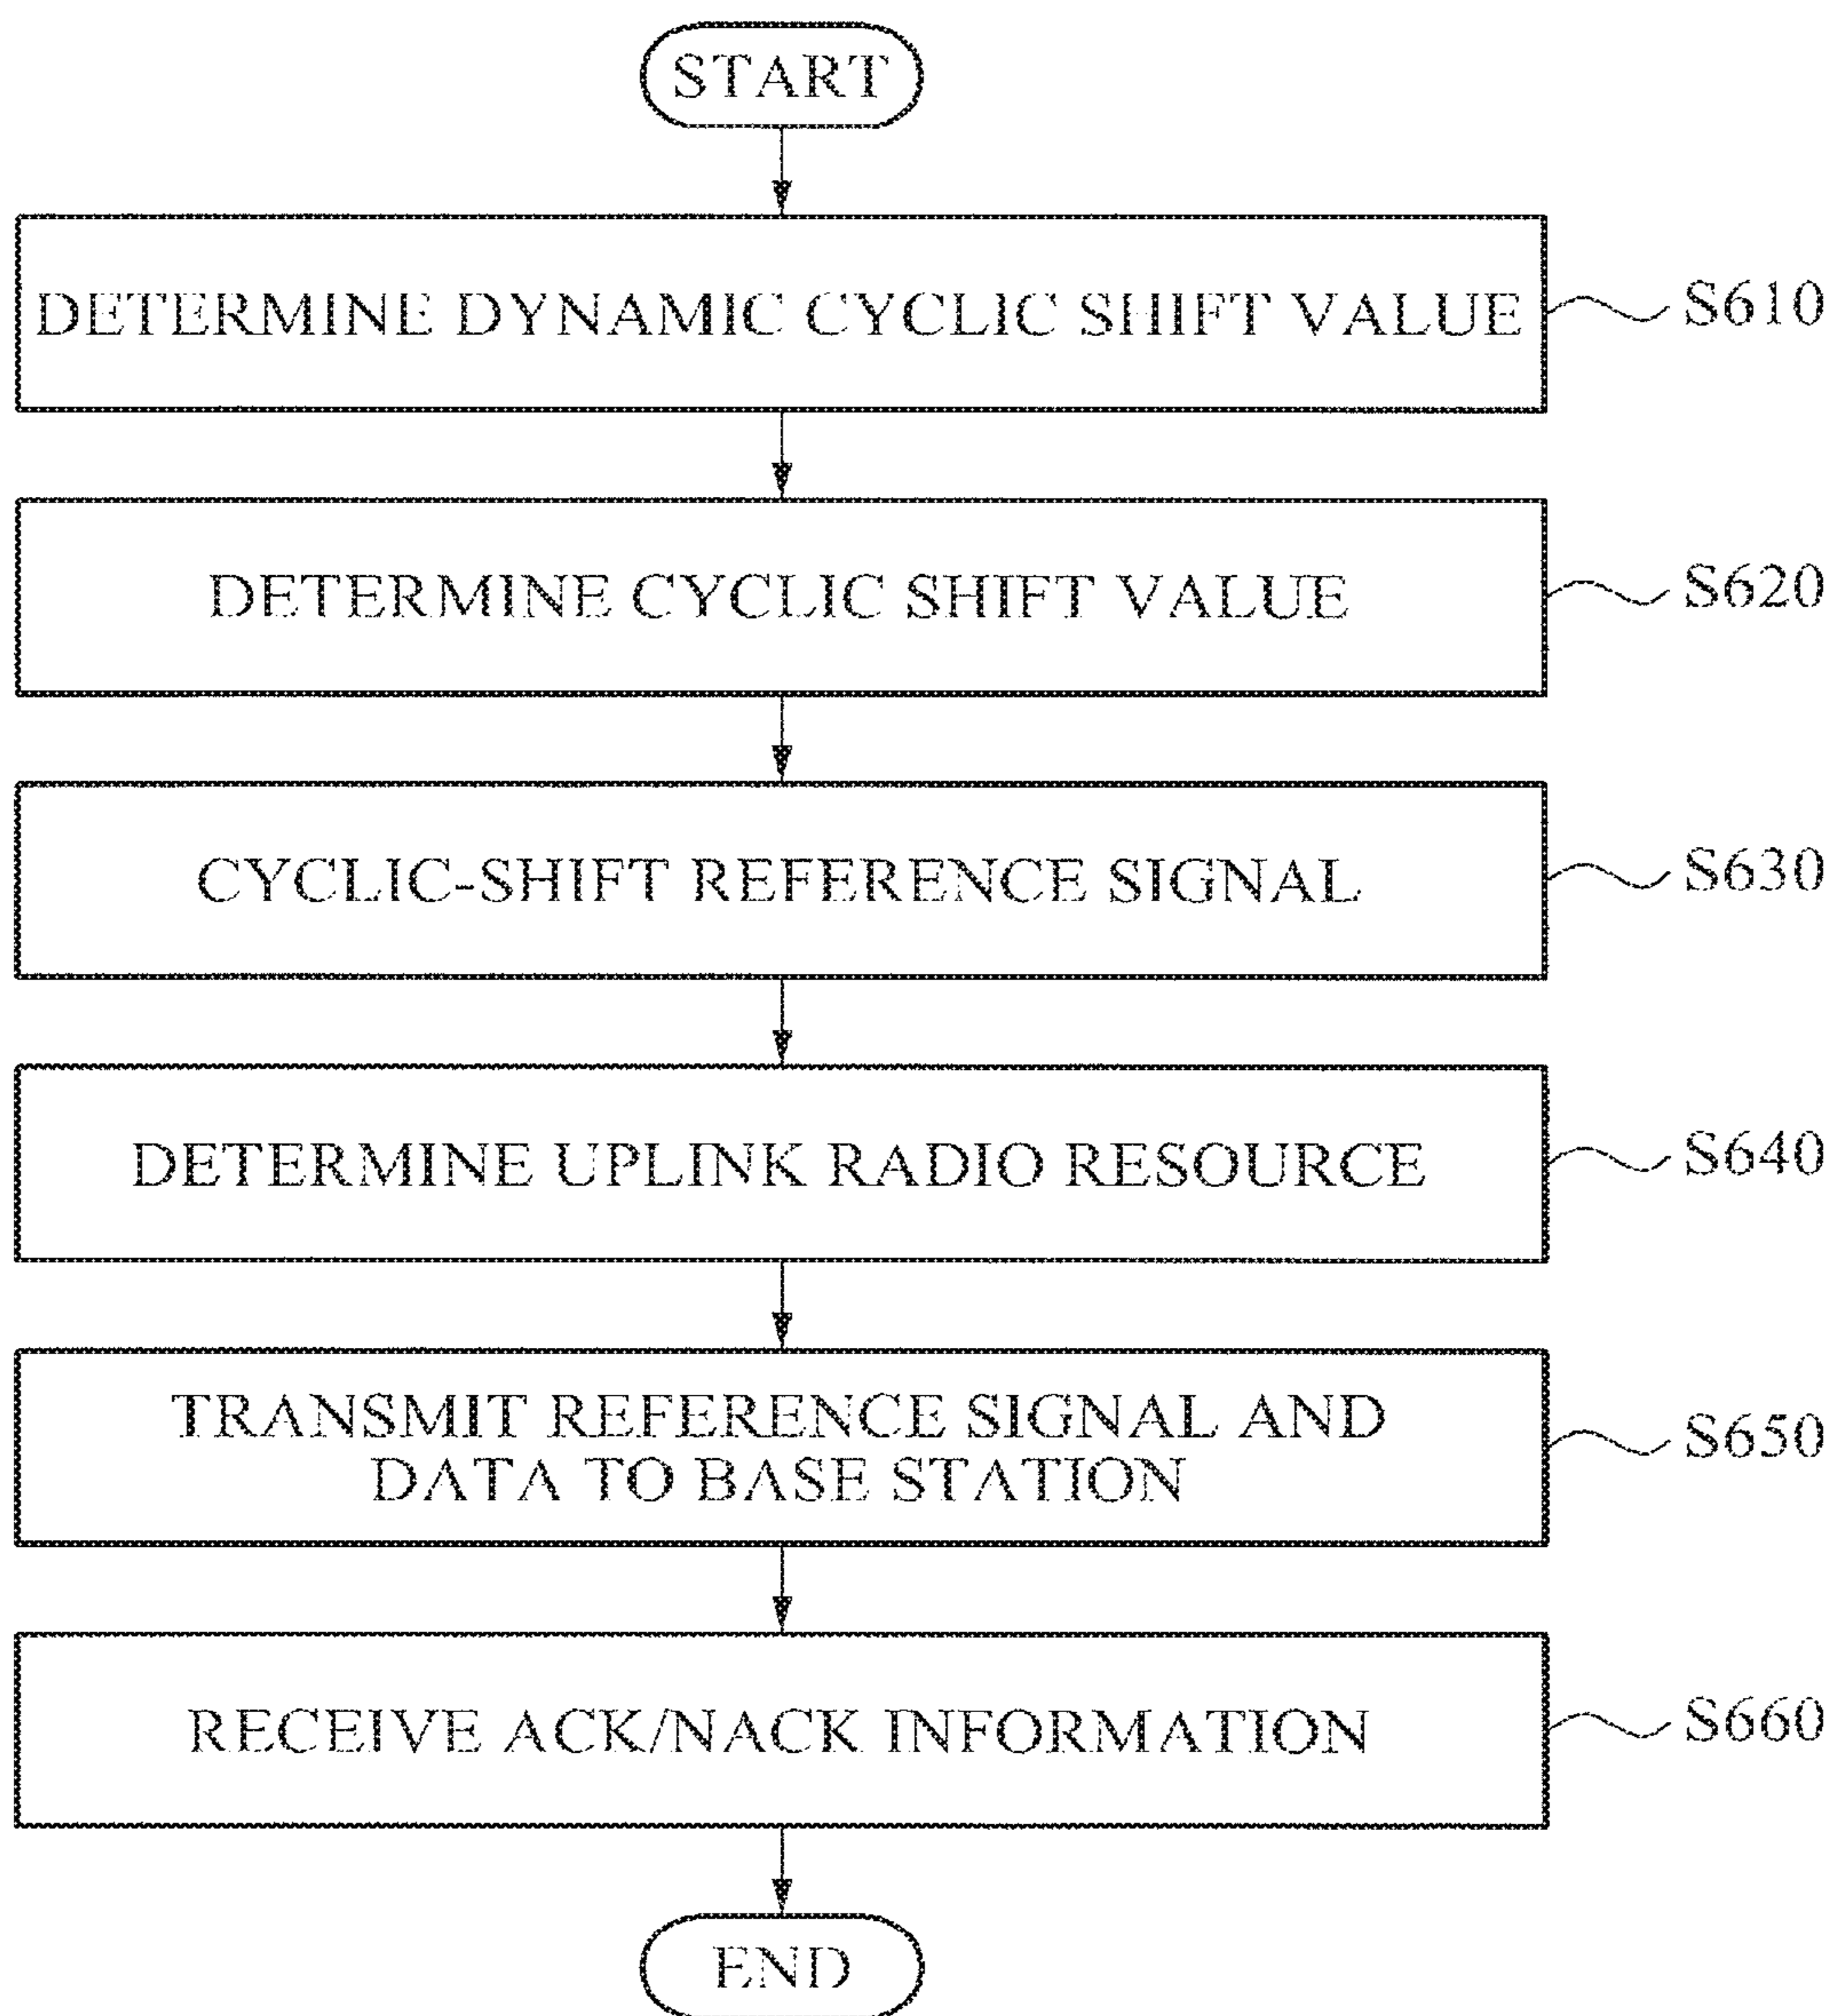 START
DETERMINE DYNAMIC CYCLIC SHIFT VALUE
S610
DETERMINE CYCLIC SHIFT VALUE
S620
CYCLIC-SHIFT REFERENCE SIGNAL
S630
DETERMINE UPLINK RADIO RESOURCE
S640
TRANSMIT REFERENCE SIGNAL AND
DATA TO BASE STATION
S650
RECEIVE ACK/NACK INFORMATION
S660
END